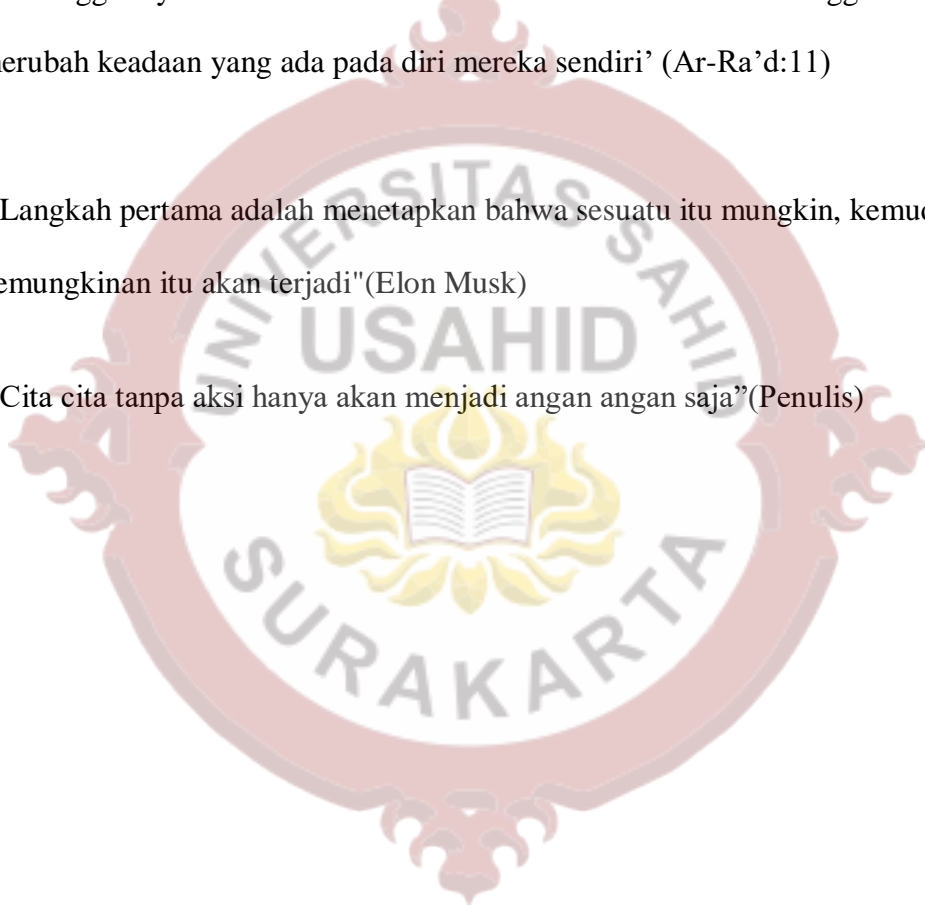 merubah keadaan yang ada pada diri mereka sendiri’ (Ar-Ra’d:11)
Langkah pertama adalah menetapkan bahwa sesuatu itu mungkin, kemud
emungkinan itu akan terjadi"(Elon Musk)
Cita cita tanpa aksi hanya akan menjadi angan angan saja”(Penulis)
UNIVERSITAS SAHID
USAHID
SURAKARTA